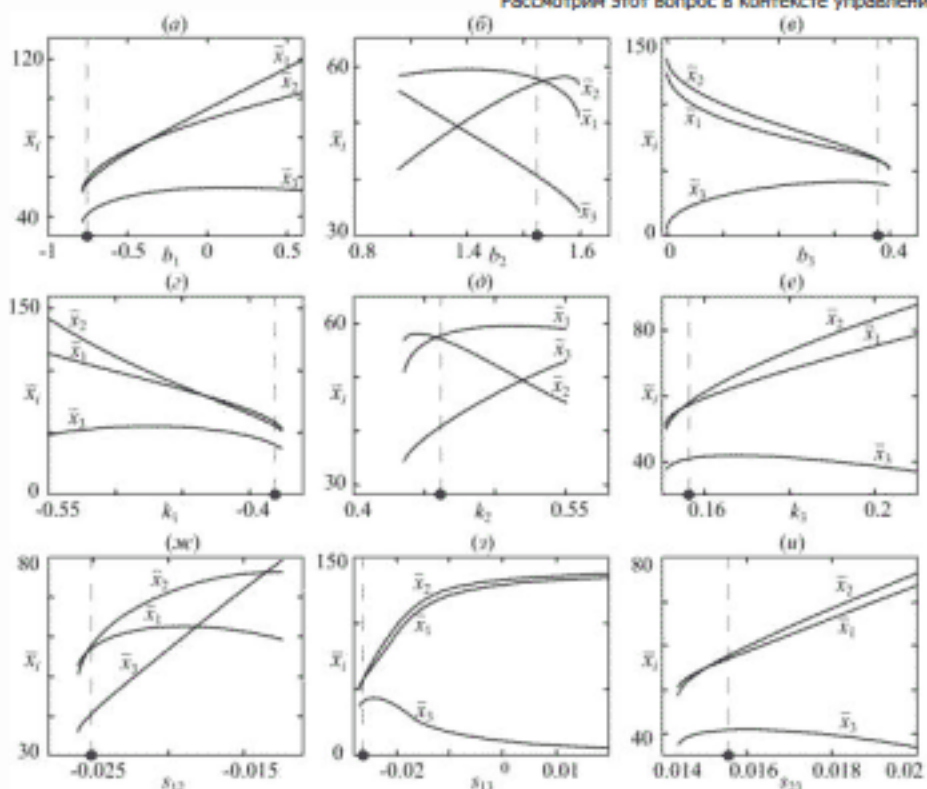 Рассмотрим этот вопрос в контексте управлени
(а) (б) (в)
120 60 150
x̄₁ x̄₂ x̄₂
x̄₂ x̄₁ x̄₁
x̄ᵢ x̄ᵢ x̄ᵢ
x̄₃ x̄₃ x̄₃
40 30 0
-1 -0.5 0 0.5 0.8 1.4 1.6 0 0.4
b₁ b₂ b₃
(г) (д) (е)
150 60 80
x̄₂ x̄₁ x̄₂
x̄₁ x̄₃ x̄₁
x̄ᵢ x̄ᵢ x̄₂ x̄ᵢ
x̄₃ x̄₃
0 30 40
-0.55 -0.4 0.4 0.55 0.16 0.2
k₁ k₂ k₃
(ж) (з) (и)
80 150 80
x̄₂ x̄₂ x̄₂
x̄₁ x̄₁ x̄₁
x̄ᵢ x̄₃ x̄ᵢ x̄₃ x̄ᵢ x̄₃
30 0 40
-0.025 -0.015 -0.02 0 0.01 0.014 0.016 0.018 0.02
s₁₂ s₁₃ s₂₃